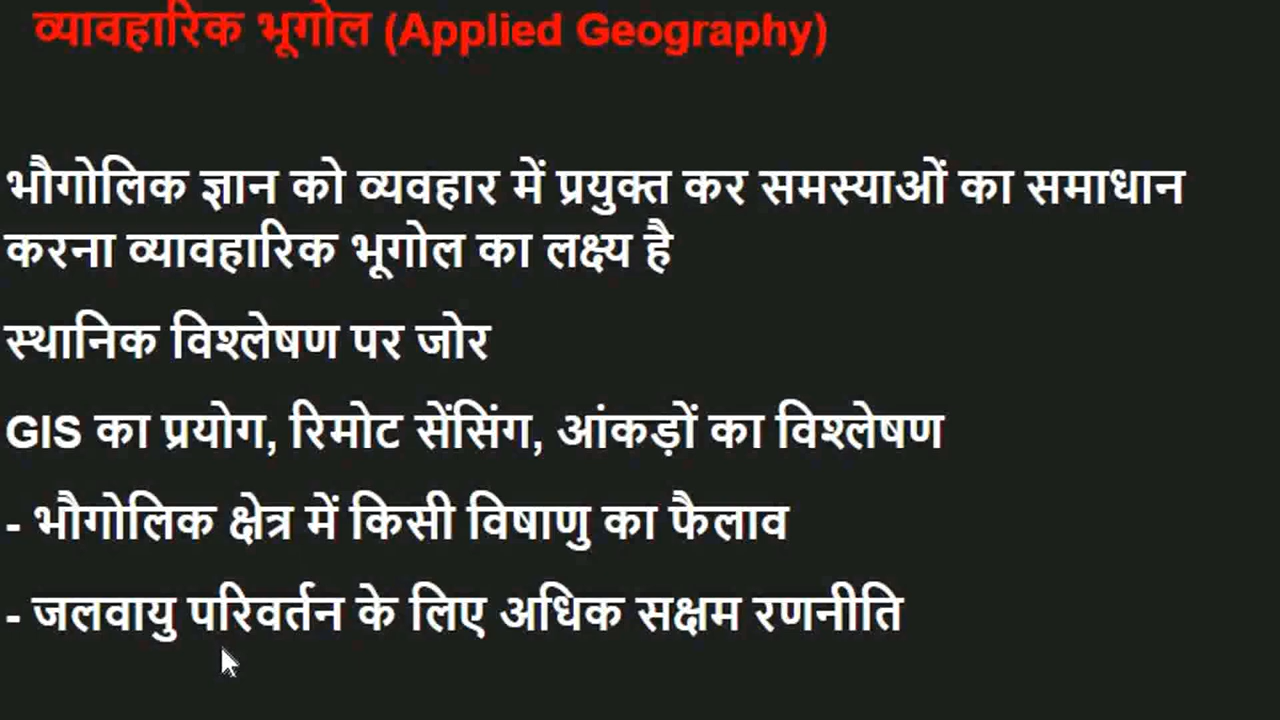 व्यावहारिक भूगोल (Applied Geography)
भौगोलिक ज्ञान को व्यवहार में प्रयुक्त कर समस्याओं का समाधान
करना व्यावहारिक भूगोल का लक्ष्य है
स्थानिक विश्लेषण पर जोर
GIS का प्रयोग, रिमोट सेंसिंग, आंकड़ों का विश्लेषण
- भौगोलिक क्षेत्र में किसी विषाणु का फैलाव
- जलवायु परिवर्तन के लिए अधिक सक्षम रणनीति